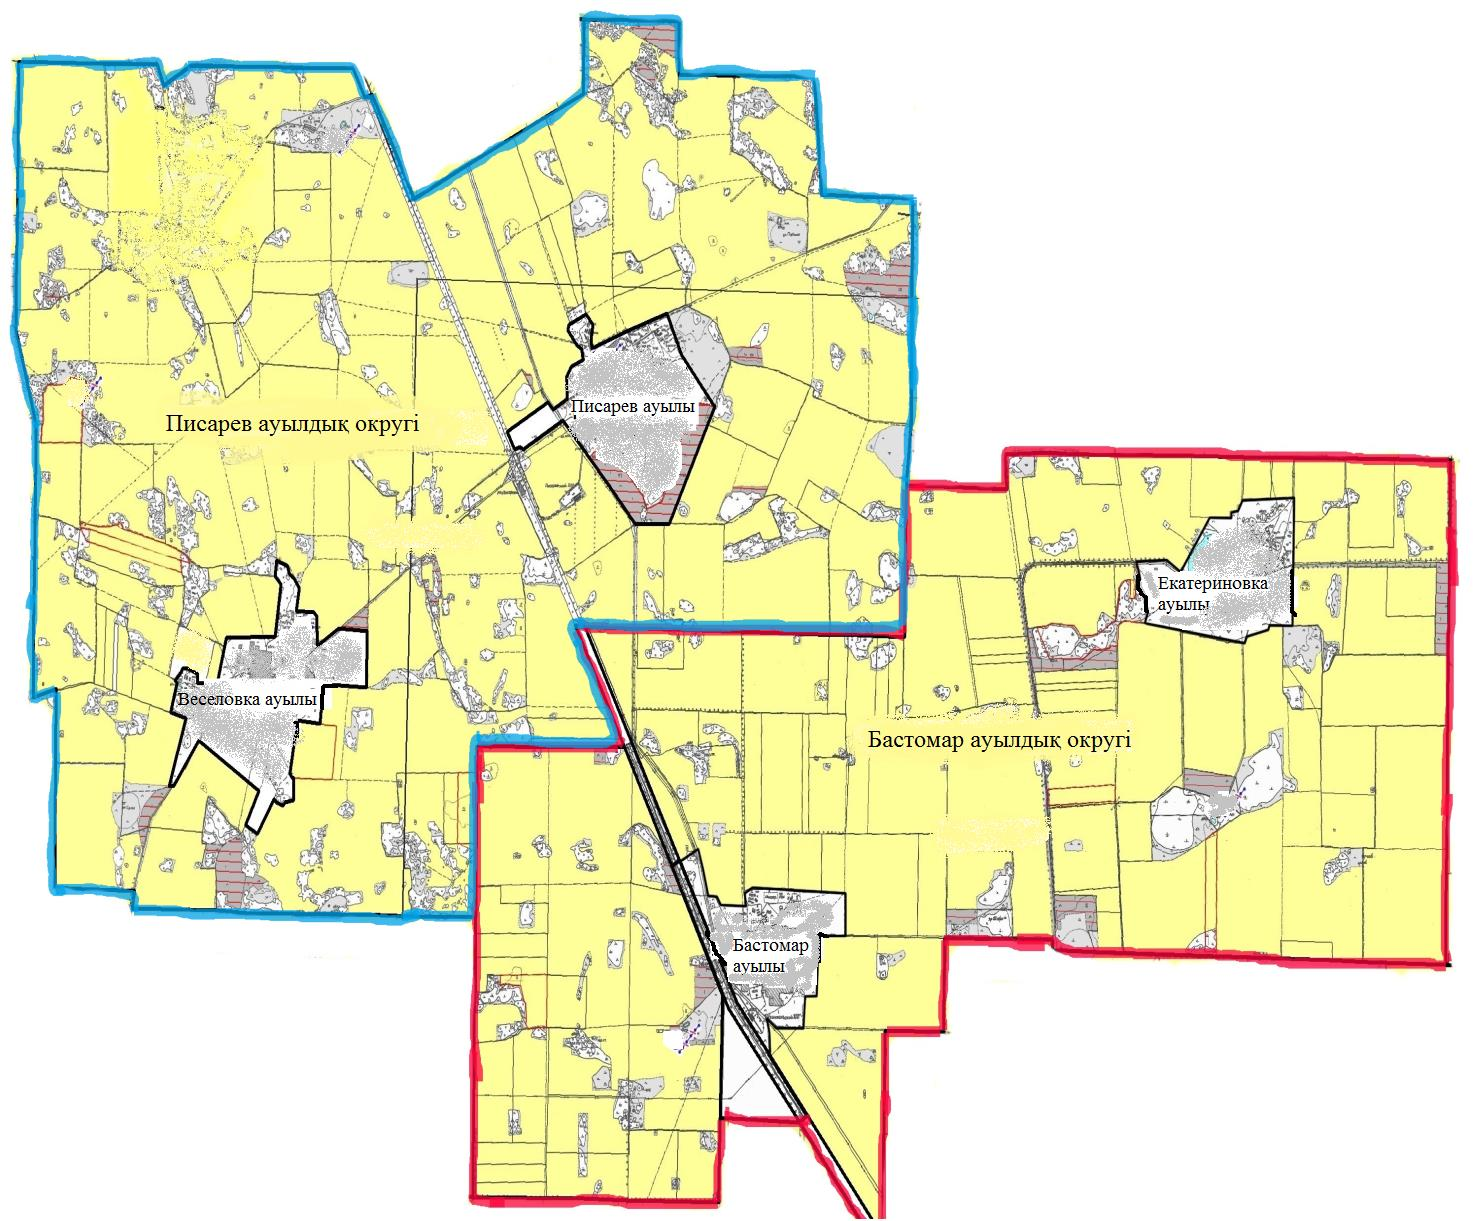 Писарев ауылы
Писарев ауылдық округі
Екатериновка
ауылы
Веселовка ауылы
Бастомар ауылдық округі
Бастомар
ауылы